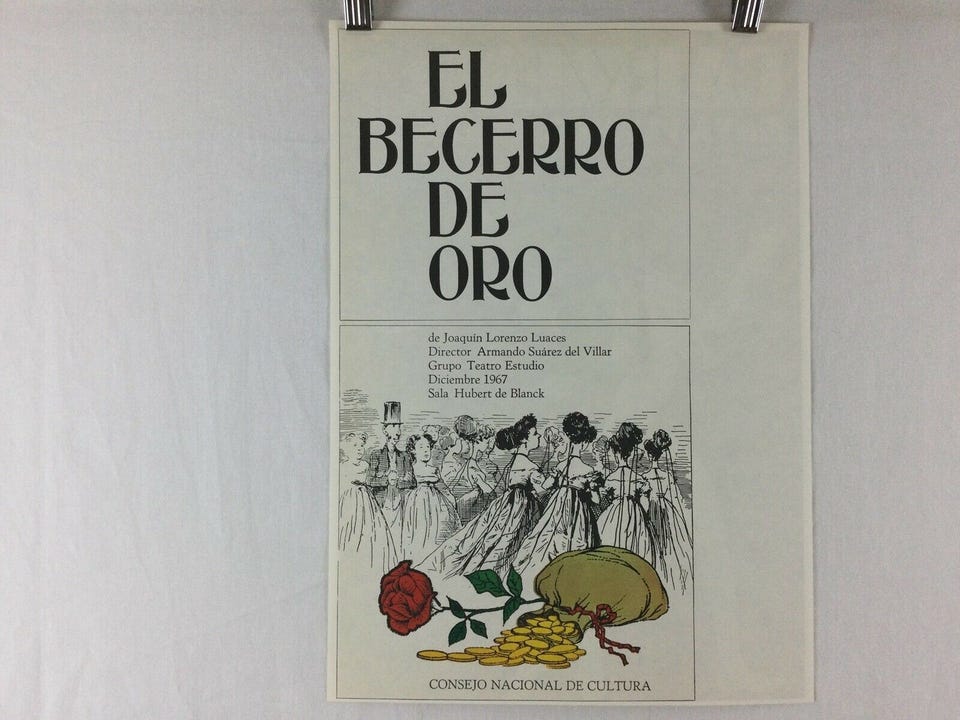 EL
BECERRO
DE
ORO
de Joaquín Lorenzo Luaces
Director Armando Suárez del Villar
Grupo Teatro Estudio
Diciembre 1967
Sala Hubert de Blanck
CONSEJO NACIONAL DE CULTURA